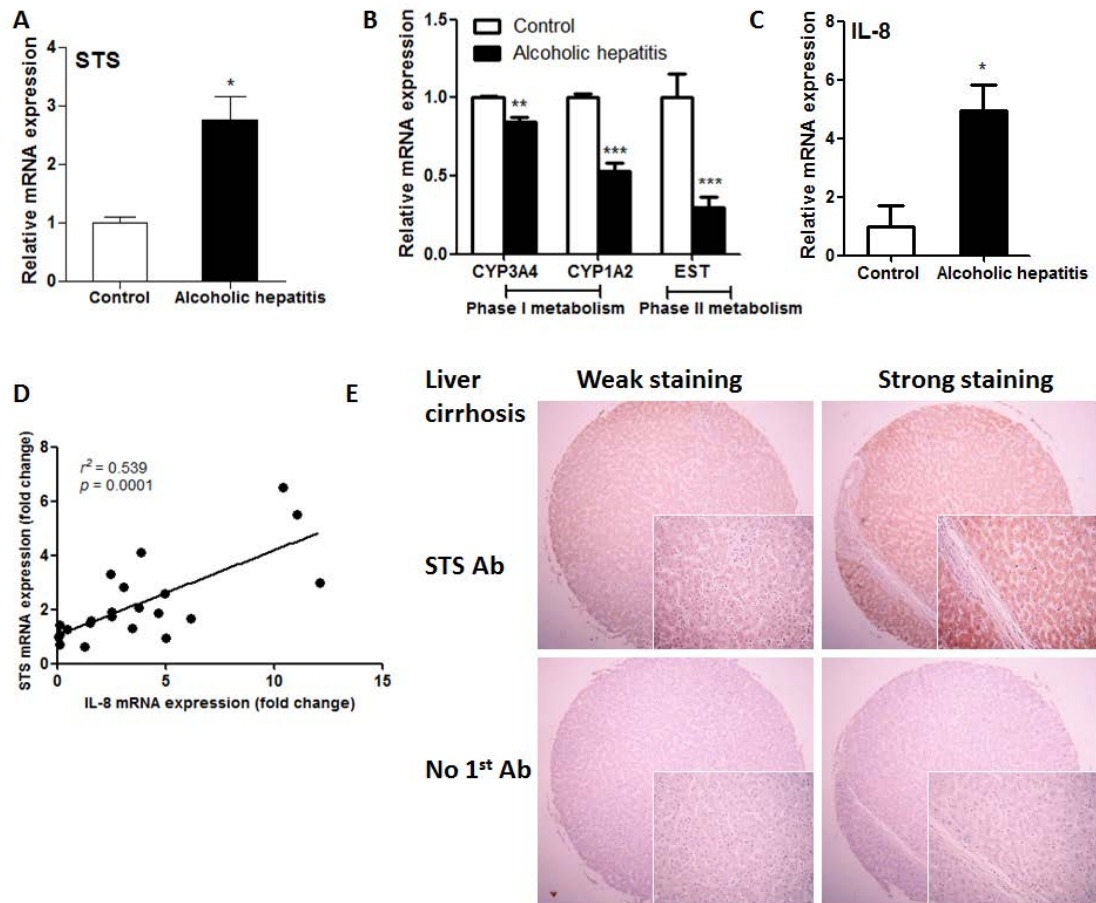 A
STS
Relative mRNA expression
4
3
2
1
0
*
Control
Alcoholic hepatitis
B
Relative mRNA expression
1.5
1.0
0.5
0.0
Control
Alcoholic hepatitis
**
***
***
CYP3A4
CYP1A2
EST
Phase I metabolism
Phase II metabolism
C
IL-8
Relative mRNA expression
8
6
4
2
0
*
Control
Alcoholic hepatitis
D
STS mRNA expression (fold change)
8
6
4
2
0
r² = 0.539
p = 0.0001
0
5
10
15
IL-8 mRNA expression (fold change)
E
Liver
cirrhosis
Weak staining
Strong staining
STS Ab
No 1st Ab